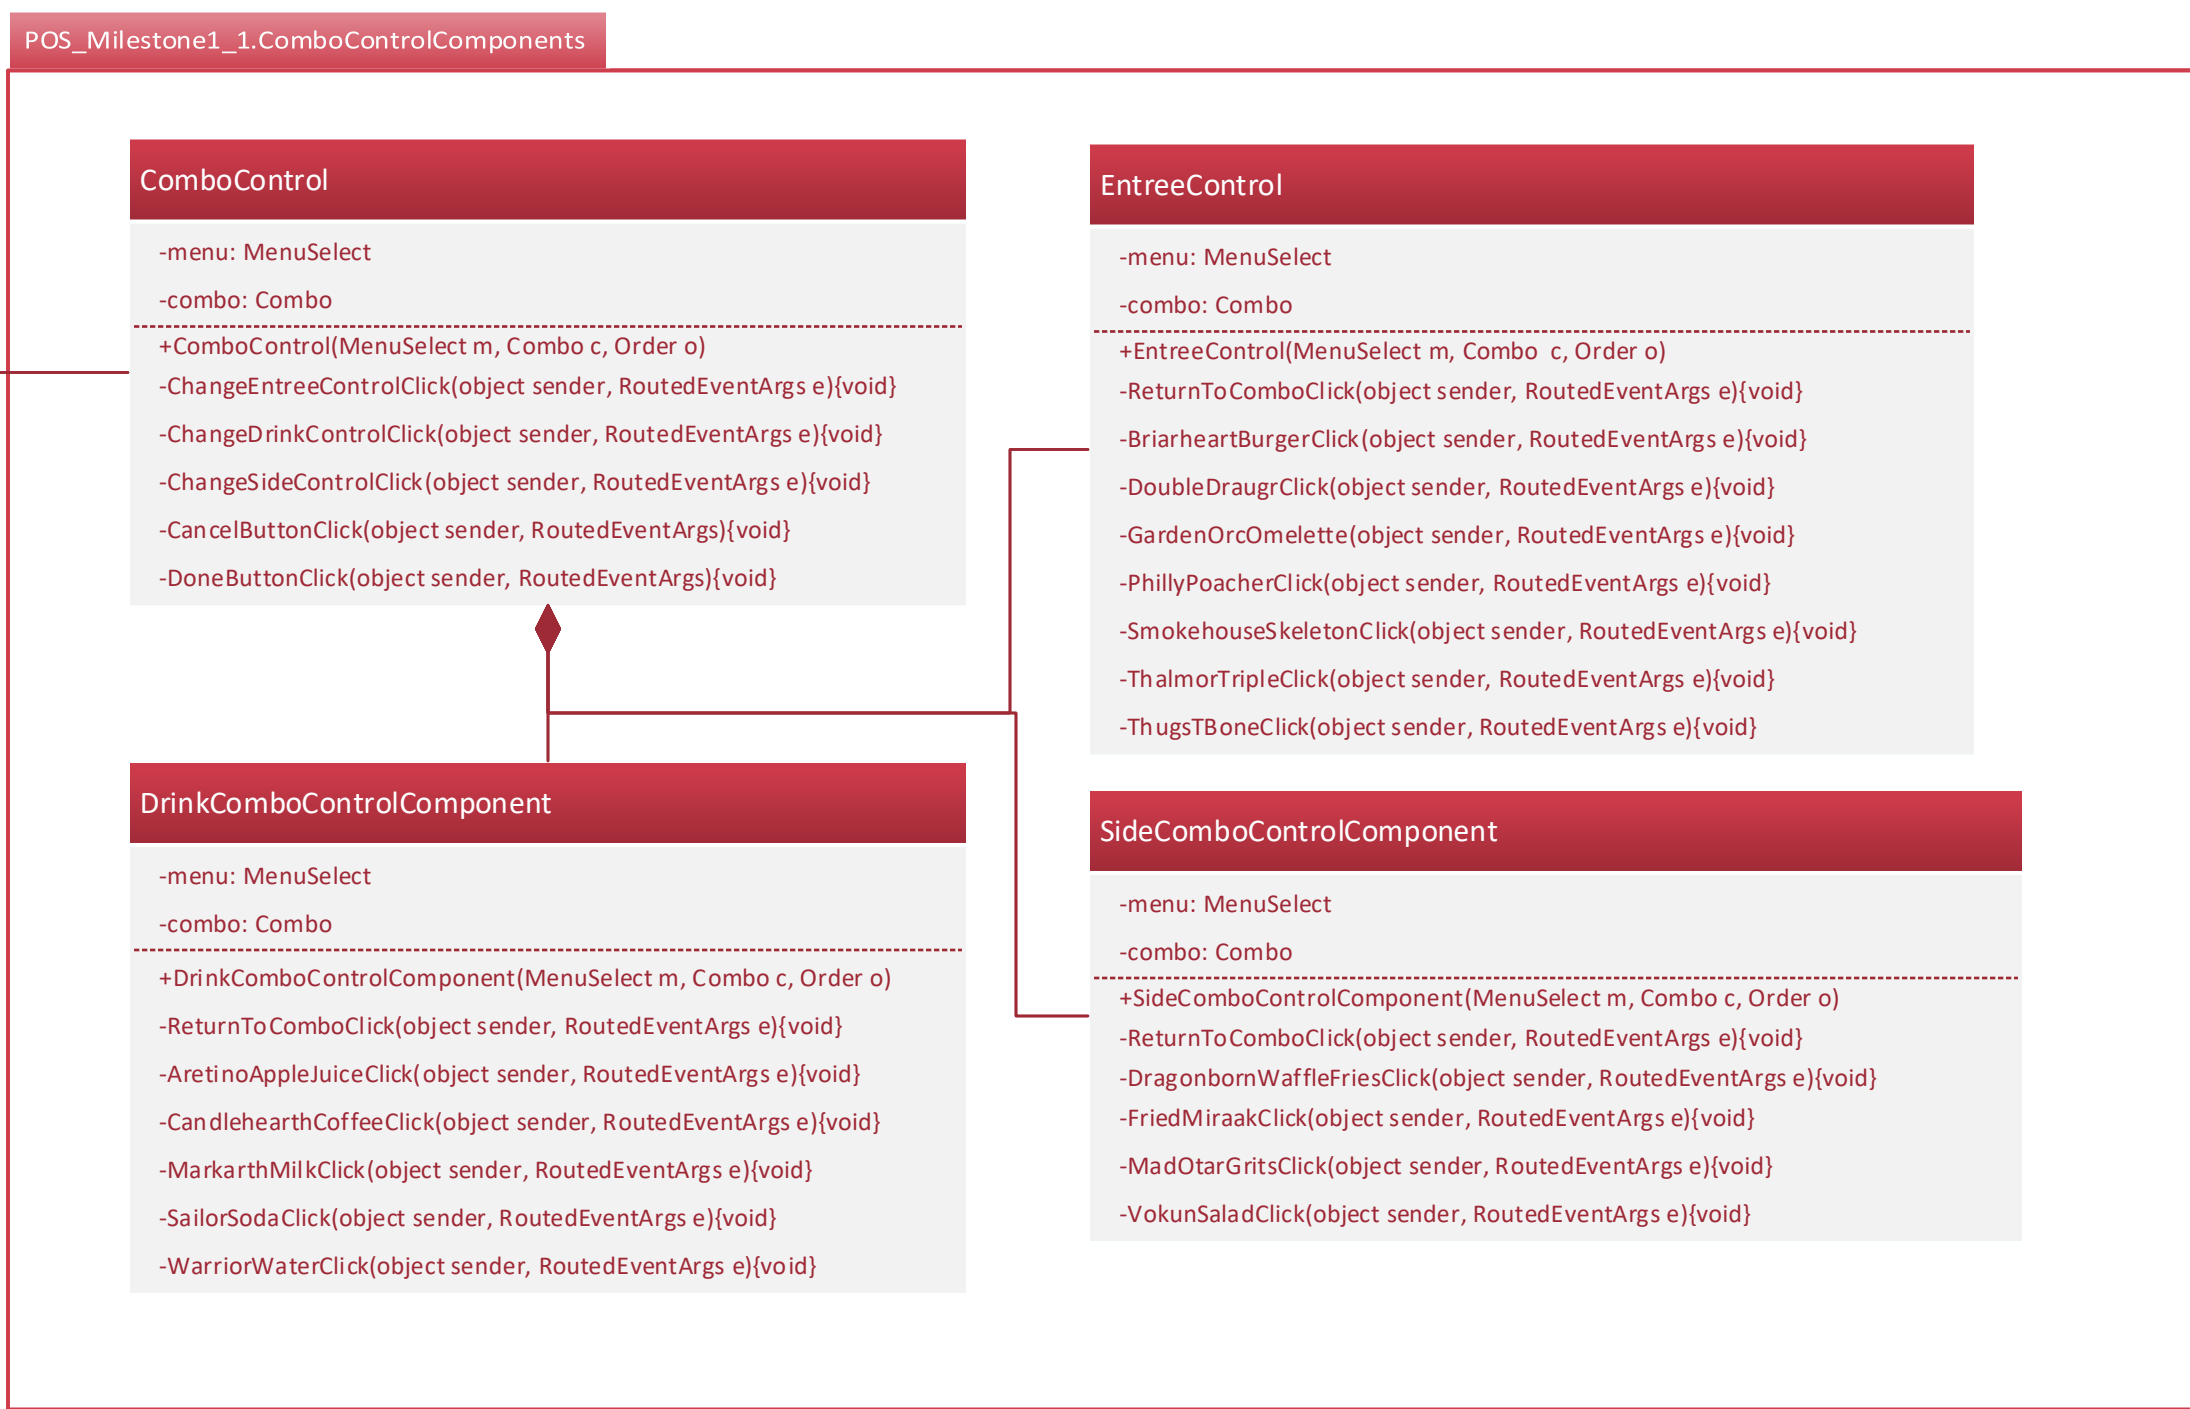 POS_Milestone1_1.ComboControlComponents
ComboControl
-menu: MenuSelect
-combo: Combo
+ComboControl(MenuSelect m, Combo c, Order o)
-ChangeEntreeControlClick(object sender, RoutedEventArgs e){void}
-ChangeDrinkControlClick(object sender, RoutedEventArgs e){void}
-ChangeSideControlClick(object sender, RoutedEventArgs e){void}
-CancelButtonClick(object sender, RoutedEventArgs){void}
-DoneButtonClick(object sender, RoutedEventArgs){void}
EntreeControl
-menu: MenuSelect
-combo: Combo
+EntreeControl(MenuSelect m, Combo  c, Order o)
-ReturnToComboClick(object sender, RoutedEventArgs e){void}
-BriarheartBurgerClick(object sender, RoutedEventArgs e){void}
-DoubleDraugrClick(object sender, RoutedEventArgs e){void}
-GardenOrcOmelette(object sender, RoutedEventArgs e){void}
-PhillyPoacherClick(object sender, RoutedEventArgs e){void}
-SmokehouseSkeletonClick(object sender, RoutedEventArgs e){void}
-ThalmorTripleClick(object sender, RoutedEventArgs e){void}
-ThugsTBoneClick(object sender, RoutedEventArgs e){void}
DrinkComboControlComponent
-menu: MenuSelect
-combo: Combo
+DrinkComboControlComponent(MenuSelect m, Combo c, Order o)
-ReturnToComboClick(object sender, RoutedEventArgs e){void}
-AretinoAppleJuiceClick(object sender, RoutedEventArgs e){void}
-CandlehearthCoffeeClick(object sender, RoutedEventArgs e){void}
-MarkarthMilkClick(object sender, RoutedEventArgs e){void}
-SailorSodaClick(object sender, RoutedEventArgs e){void}
-WarriorWaterClick(object sender, RoutedEventArgs e){void}
SideComboControlComponent
-menu: MenuSelect
-combo: Combo
+SideComboControlComponent(MenuSelect m, Combo c, Order o)
-ReturnToComboClick(object sender, RoutedEventArgs e){void}
-DragonbornWaffleFriesClick(object sender, RoutedEventArgs e){void}
-FriedMiraakClick(object sender, RoutedEventArgs e){void}
-MadOtarGritsClick(object sender, RoutedEventArgs e){void}
-VokunSaladClick(object sender, RoutedEventArgs e){void}